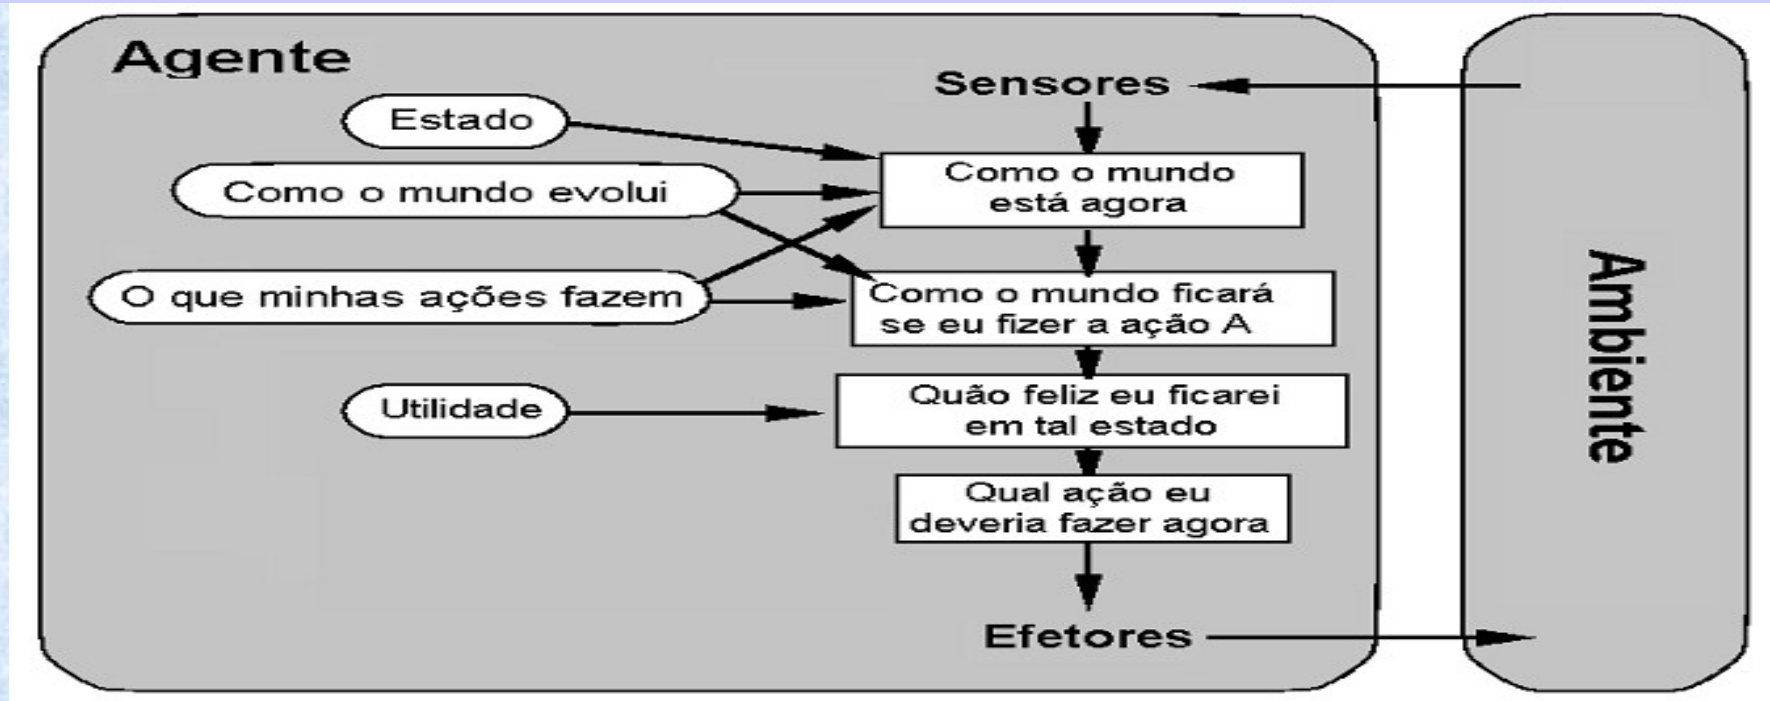 Agente
Sensores
Estado
Como o mundo
está agora
Como o mundo evolui
O que minhas ações fazem
Como o mundo ficará
se eu fizer a ação A
Utilidade
Quão feliz eu ficarei
em tal estado
Qual ação eu
deveria fazer agora
Efetores
Ambiente